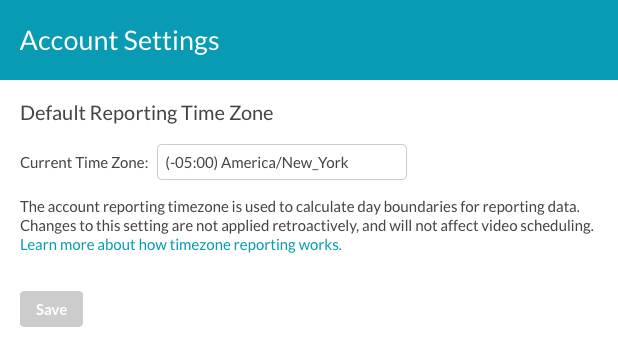 Account Settings
Default Reporting Time Zone
Current Time Zone: (-05:00) America/New_York
The account reporting timezone is used to calculate day boundaries for reporting data.
Changes to this setting are not applied retroactively, and will not affect video scheduling.
Learn more about how timezone reporting works.
Save